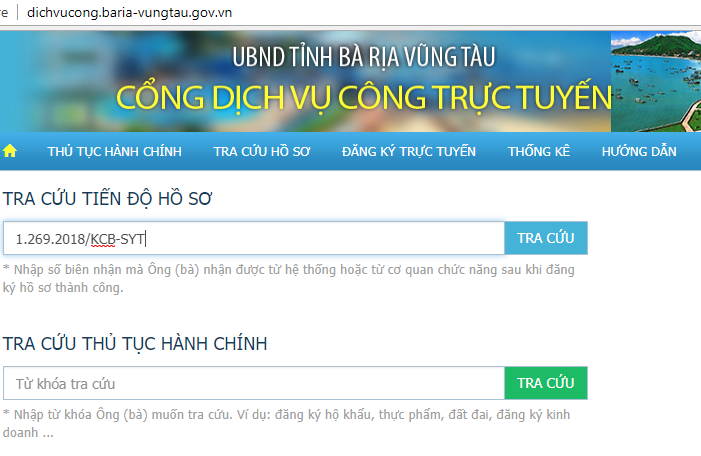 re dichvucong.baria-vungtau.gov.vn
UBND TỈNH BÀ RỊA VŨNG TÀU
CỔNG DỊCH VỤ CÔNG TRỰC TUYẾN
THỦ TỤC HÀNH CHÍNH TRA CỨU HỒ SƠ ĐĂNG KÝ TRỰC TUYẾN THỐNG KÊ HƯỚNG DẪN
TRA CỨU TIẾN ĐỘ HỒ SƠ
1.269.2018/KCB-SYT TRA CỨU
* Nhập số biên nhận mà Ông (bà) nhận được từ hệ thống hoặc từ cơ quan chức năng sau khi đăng
ký hồ sơ thành công.
TRA CỨU THỦ TỤC HÀNH CHÍNH
Từ khóa tra cứu TRA CỨU
* Nhập từ khóa Ông (bà) muốn tra cứu. Ví dụ: đăng ký hộ khẩu, thực phẩm, đất đai, đăng ký kinh
doanh ...